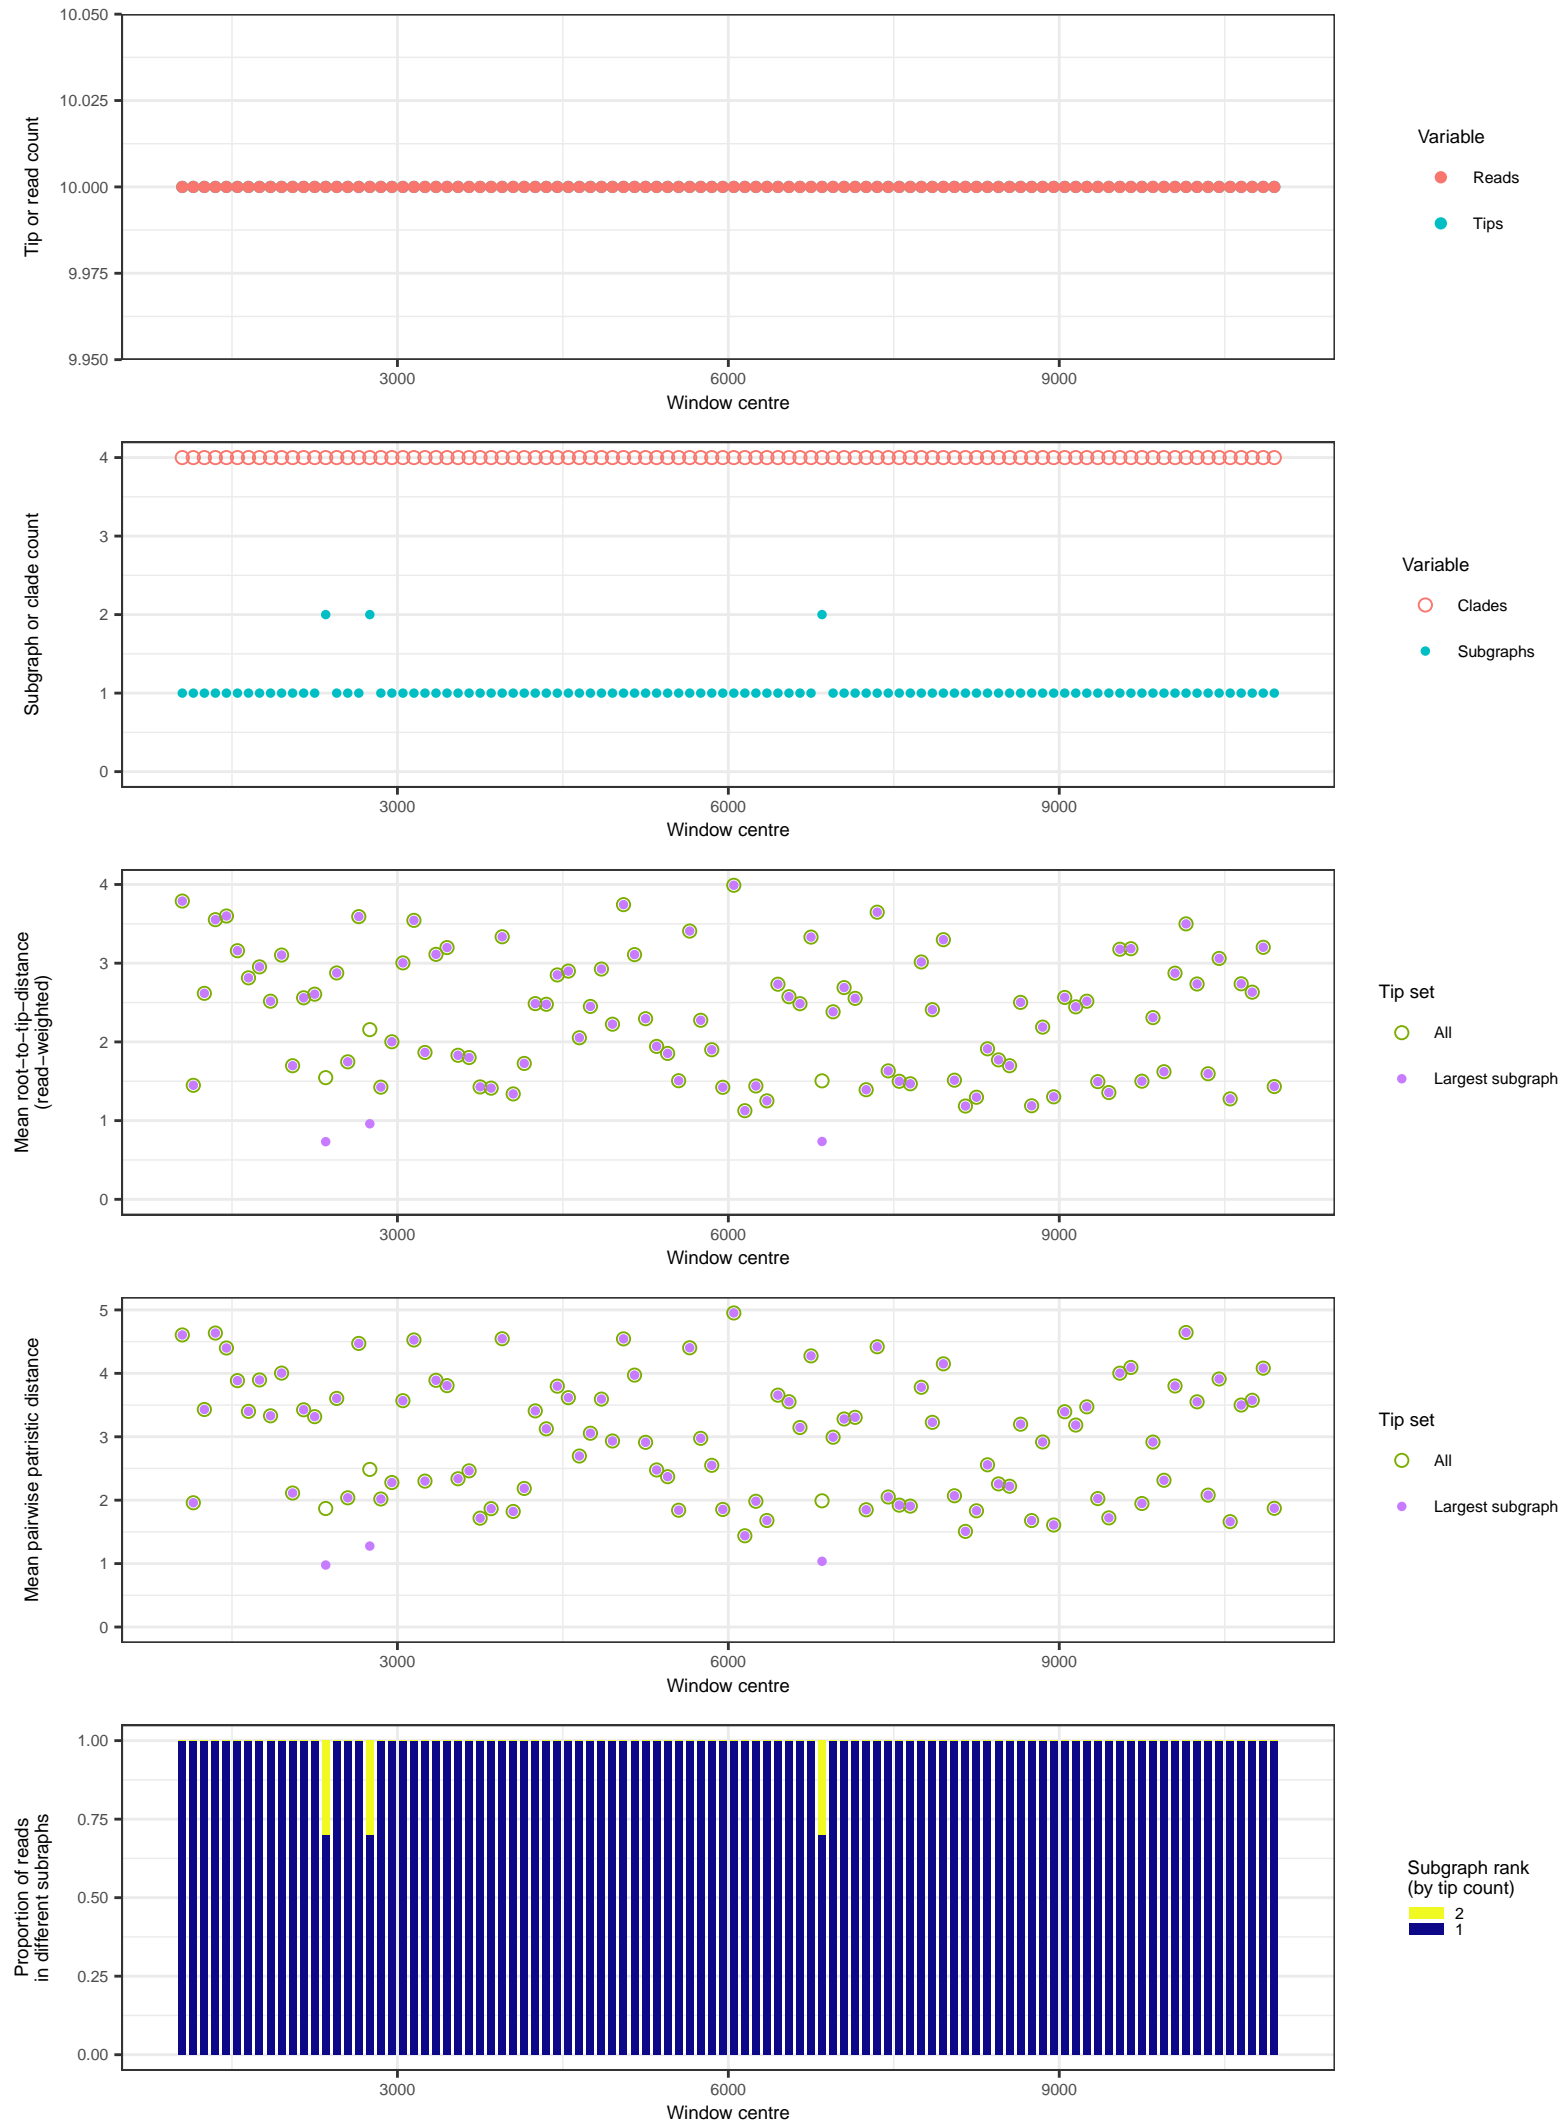 10.050
10.025
10.000
9.975
9.950
Tip or read count
3000 6000 9000
Window centre
Variable
Reads
Tips
4
3
2
1
0
Subgraph or clade count
3000 6000 9000
Window centre
Variable
Clades
Subgraphs
4
3
2
1
0
Mean root−to−tip−distance
(read−weighted)
3000 6000 9000
Window centre
Tip set
All
Largest subgraph
5
4
3
2
1
0
Mean pairwise patristic distance
3000 6000 9000
Window centre
Tip set
All
Largest subgraph
1.00
0.75
0.50
0.25
0.00
Proportion of reads
in different subraphs
3000 6000 9000
Window centre
Subgraph rank
(by tip count)
2
1